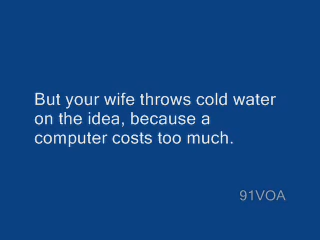 But your wife throws cold water
on the idea, because a
computer costs too much.
91VOA